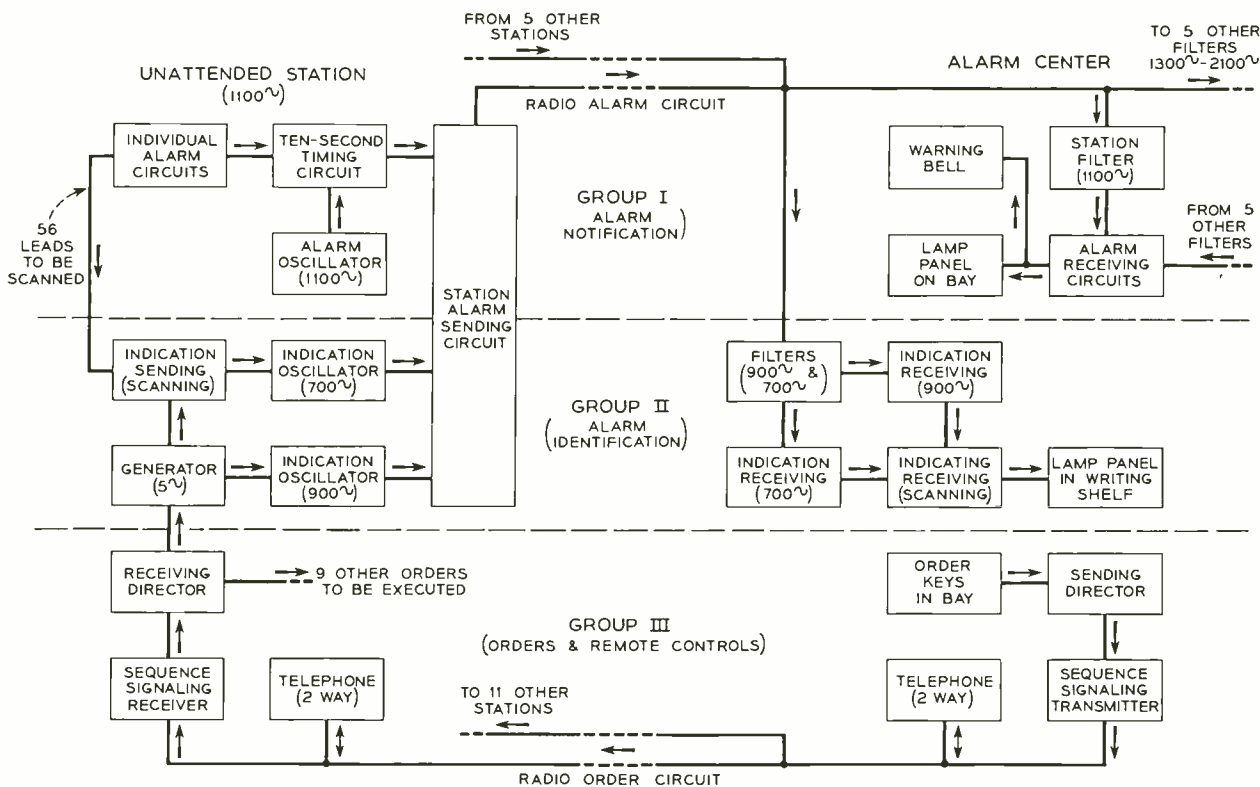 FROM 5 OTHER
STATIONS
TO 5 OTHER
FILTERS
1300~-2100~
UNATTENDED STATION
(1100~)
ALARM CENTER
RADIO ALARM CIRCUIT
INDIVIDUAL
ALARM
CIRCUITS
TEN-SECOND
TIMING
CIRCUIT
WARNING
BELL
STATION
FILTER
(1100~)
56
LEADS
TO BE
SCANNED
GROUP I
(ALARM
NOTIFICATION)
FROM 5
OTHER
FILTERS
ALARM
OSCILLATOR
(1100~)
LAMP
PANEL
ON BAY
ALARM
RECEIVING
CIRCUITS
STATION
ALARM
SENDING
CIRCUIT
INDICATION
SENDING
(SCANNING)
INDICATION
OSCILLATOR
(700~)
FILTERS
(900~ &
700~)
INDICATION
RECEIVING
(900~)
GROUP II
(ALARM
IDENTIFICATION)
GENERATOR
(5~)
INDICATION
OSCILLATOR
(900~)
INDICATION
RECEIVING
(700~)
INDICATING
RECEIVING
(SCANNING)
LAMP PANEL
IN WRITING
SHELF
RECEIVING
DIRECTOR
9 OTHER ORDERS
TO BE EXECUTED
ORDER
KEYS
IN BAY
SENDING
DIRECTOR
GROUP III
(ORDERS & REMOTE CONTROLS)
SEQUENCE
SIGNALING
RECEIVER
TELEPHONE
(2 WAY)
TO 11 OTHER
STATIONS
TELEPHONE
(2 WAY)
SEQUENCE
SIGNALING
TRANSMITTER
RADIO ORDER CIRCUIT